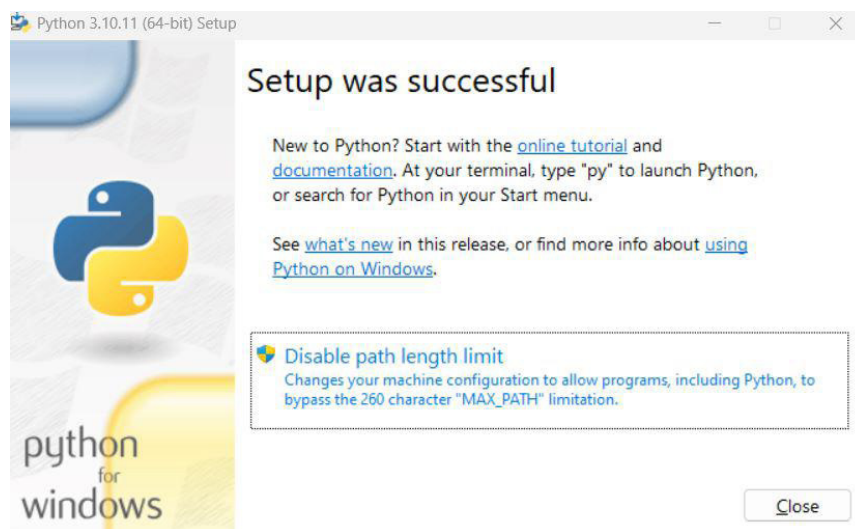 Python 3.10.11 (64-bit) Setup
Setup was successful
New to Python? Start with the online tutorial and
documentation. At your terminal, type "py" to launch Python,
or search for Python in your Start menu.
See what's new in this release, or find more info about using
Python on Windows.
Disable path length limit
Changes your machine configuration to allow programs, including Python, to
bypass the 260 character "MAX_PATH" limitation.
python
for
windows
Close